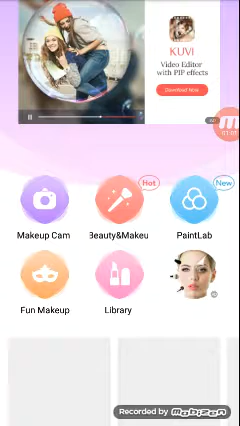 KUVI
Video Editor
with PIP effects
Download Now
Hot
New
Makeup Cam
Beauty&Makeu
PaintLab
Fun Makeup
Library
Recorded by Mobizen